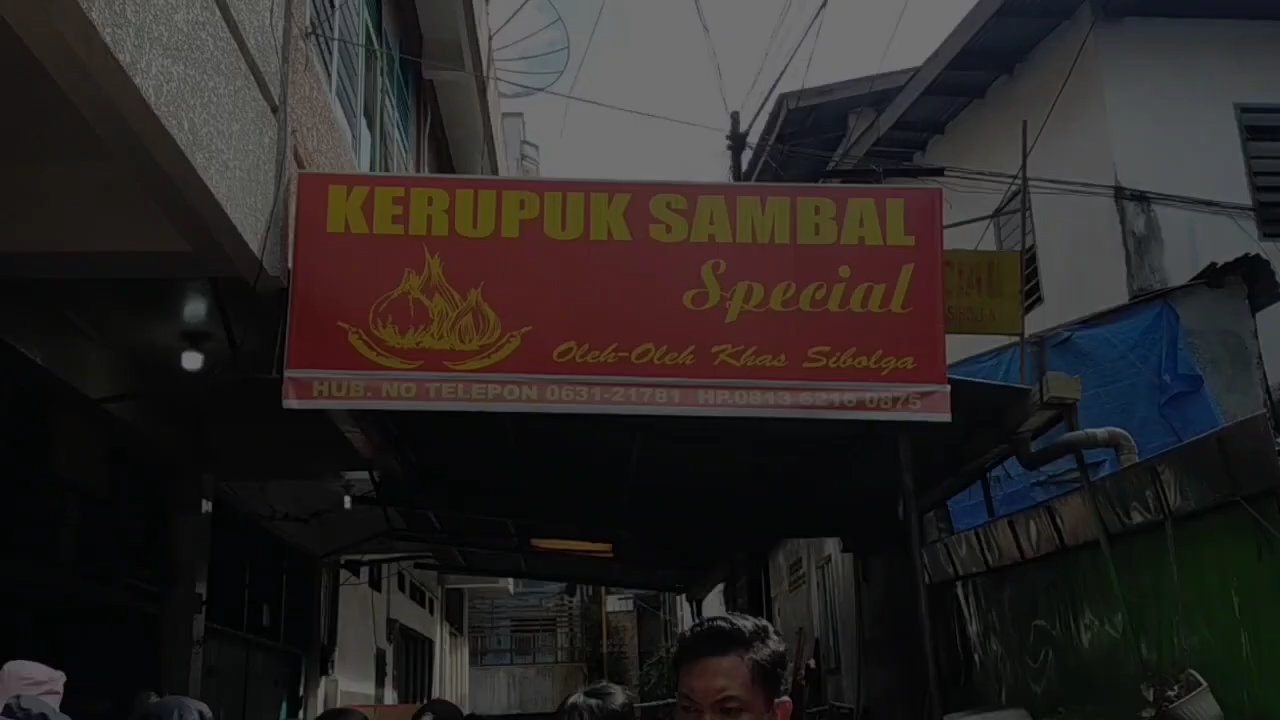 KERUPUK SAMBAL
Special
Oleh-Oleh Khas Sibolga
HUB. NO TELEPON 0631-21781 HP.0813 6216 0875